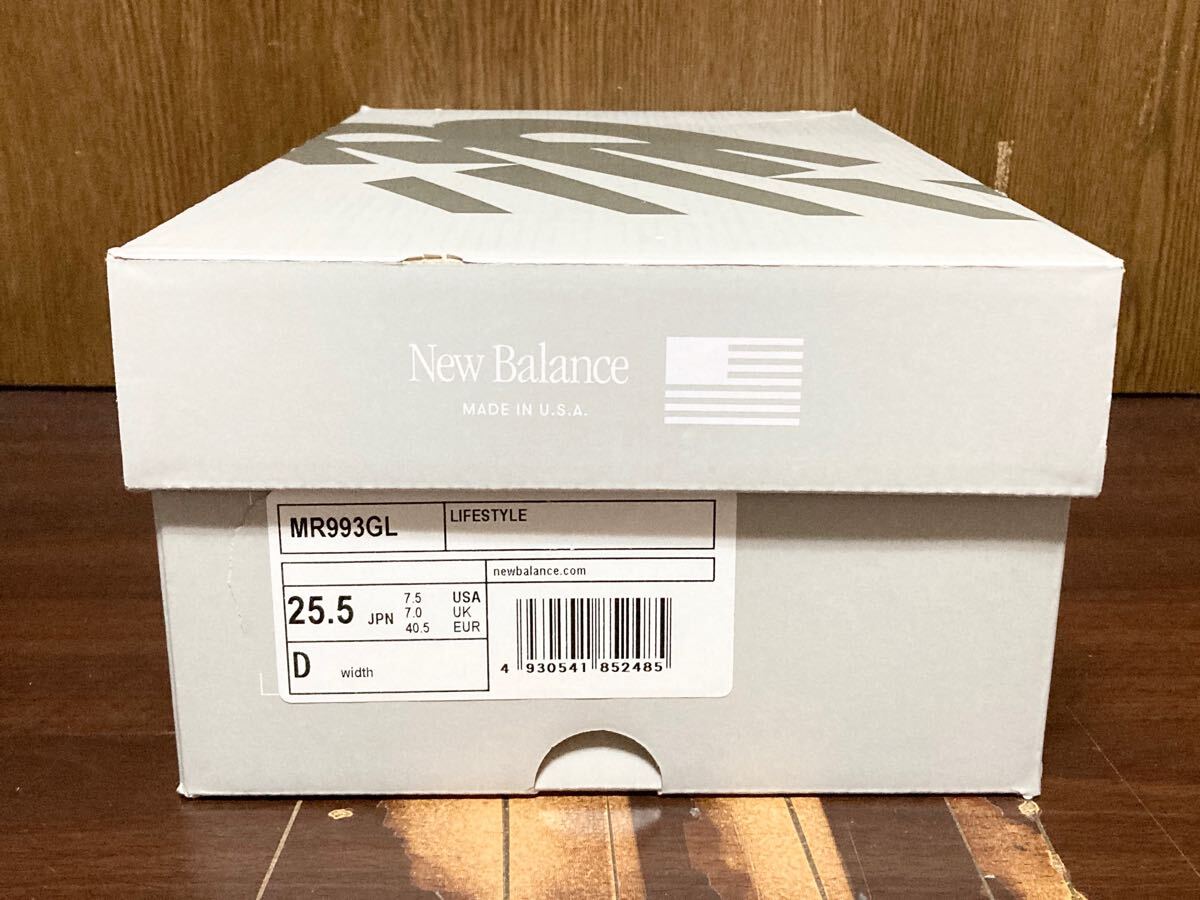 New Balance
MADE IN U.S.A.
MR993GL
LIFESTYLE
newbalance.com
25.5 JPN
7.5 USA
7.0 UK
40.5 EUR
D width
4 930541 852485